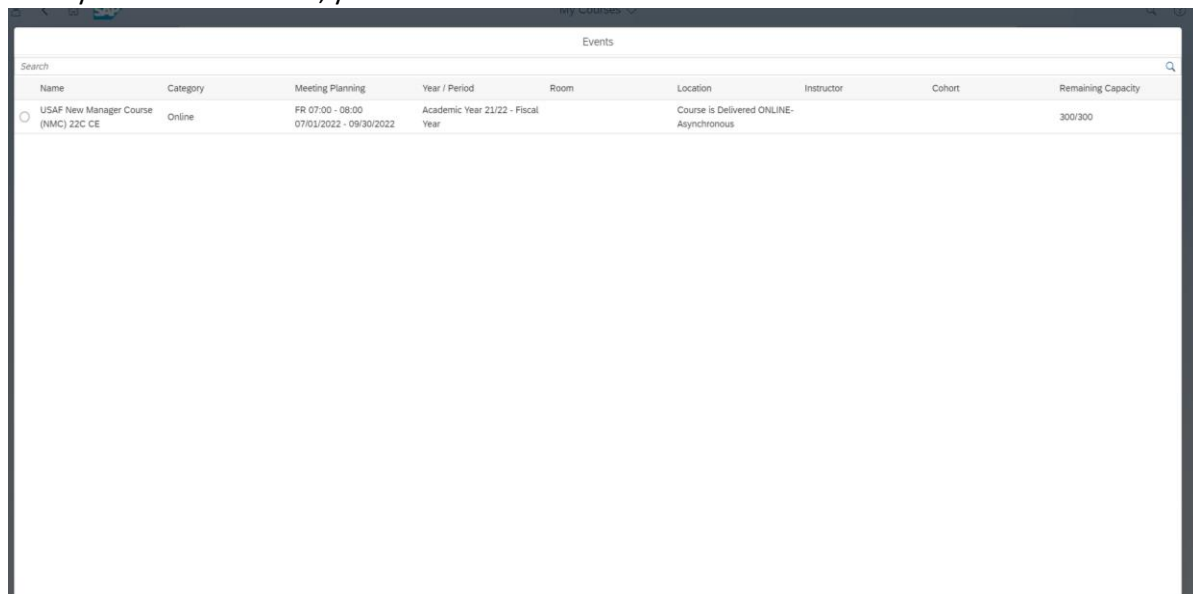 SAP
My Courses
Events
Search
Name Category Meeting Planning Year / Period Room Location Instructor Cohort Remaining Capacity
USAF New Manager Course Online FR 07:00 - 08:00 Academic Year 21/22 - Fiscal Course is Delivered ONLINE- 300/300
(NMC) 22C CE 07/01/2022 - 09/30/2022 Year Asynchronous